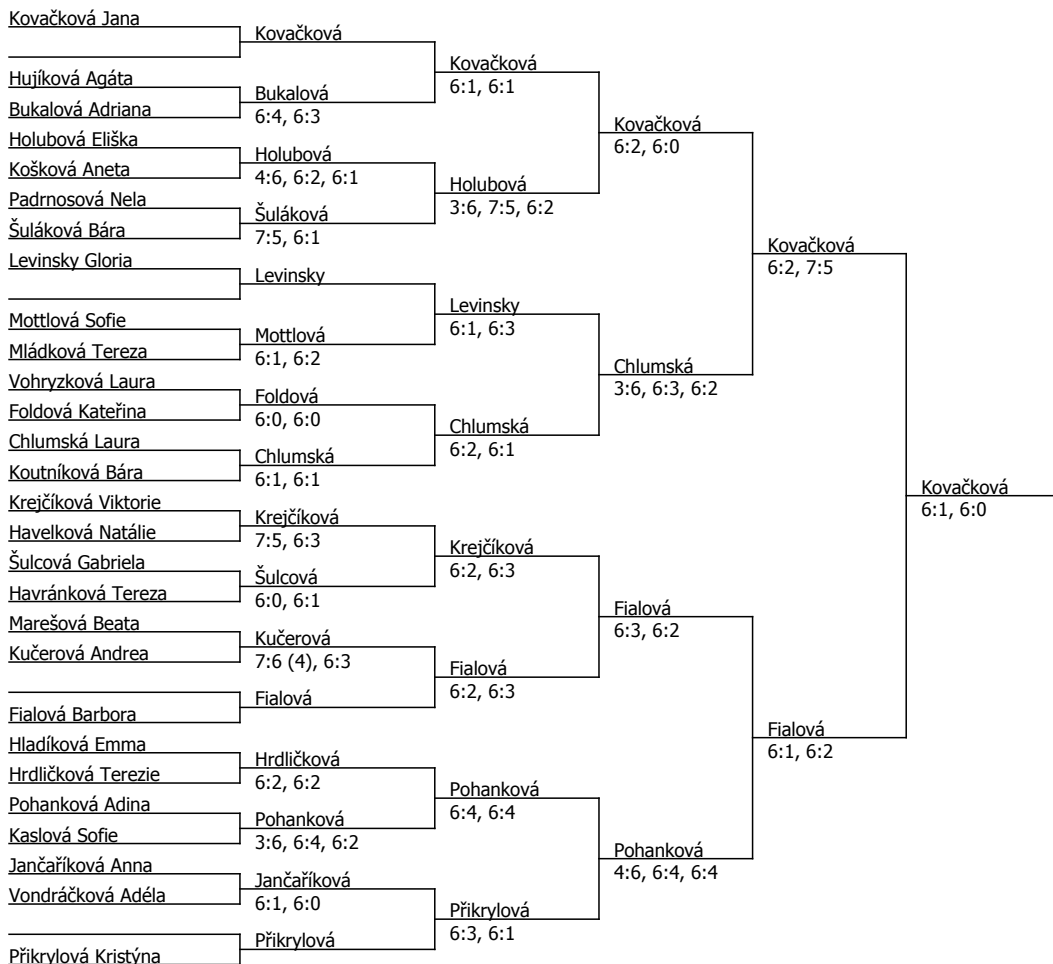 Kovačková Jana
Kovačková
Kovačková
6:1, 6:1
Hujíková Agáta
Bukalová
6:4, 6:3
Bukalová Adriana
Kovačková
6:2, 6:0
Holubová Eliška
Holubová
4:6, 6:2, 6:1
Košková Aneta
Holubová
3:6, 7:5, 6:2
Padrnosová Nela
Šuláková
7:5, 6:1
Šuláková Bára
Kovačková
6:2, 7:5
Levinsky Gloria
Levinsky
Levinsky
6:1, 6:3
Mottlová Sofie
Mottlová
6:1, 6:2
Mládková Tereza
Chlumská
3:6, 6:3, 6:2
Vohryzková Laura
Foldová
6:0, 6:0
Foldová Kateřina
Chlumská
6:2, 6:1
Chlumská Laura
Chlumská
6:1, 6:1
Koutníková Bára
Kovačková
6:1, 6:0
Krejčíková Viktorie
Krejčíková
7:5, 6:3
Havelková Natálie
Krejčíková
6:2, 6:3
Šulcová Gabriela
Šulcová
6:0, 6:1
Havránková Tereza
Fialová
6:3, 6:2
Marešová Beata
Kučerová
7:6 (4), 6:3
Kučerová Andrea
Fialová
6:2, 6:3
Fialová
Fialová Barbora
Fialová
6:1, 6:2
Hladíková Emma
Hrdličková
6:2, 6:2
Hrdličková Terezie
Pohanková
6:4, 6:4
Pohanková Adina
Pohanková
3:6, 6:4, 6:2
Kaslová Sofie
Pohanková
4:6, 6:4, 6:4
Jančaříková Anna
Jančaříková
6:1, 6:0
Vondráčková Adéla
Přikrylová
6:3, 6:1
Přikrylová
Přikrylová Kristýna